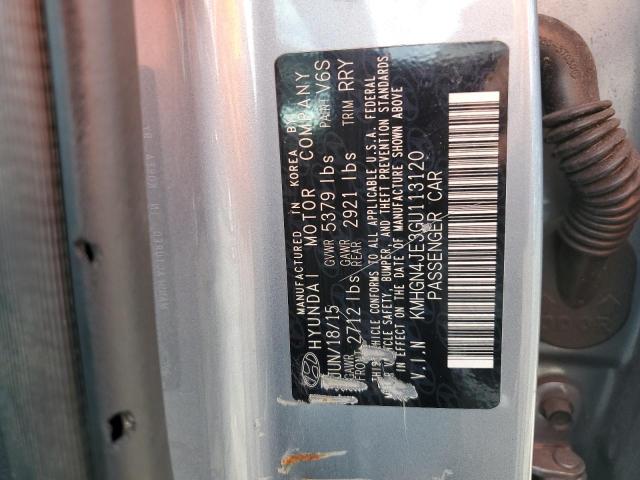 MANUFACTURED IN KOREA BY
HYUNDAI MOTOR COMPANY
JUN/18/15 GVWR 5379 lbs PAINT V6S
GAWR FRONT 2712 lbs GAWR REAR 2921 lbs TRIM RRY
THIS VEHICLE CONFORMS TO ALL APPLICABLE U.S.A. FEDERAL
MOTOR VEHICLE SAFETY, BUMPER, AND THEFT PREVENTION STANDARDS
IN EFFECT ON THE DATE OF MANUFACTURE SHOWN ABOVE
V.I.N KMHGN4JE3GU113120
PASSENGER CAR